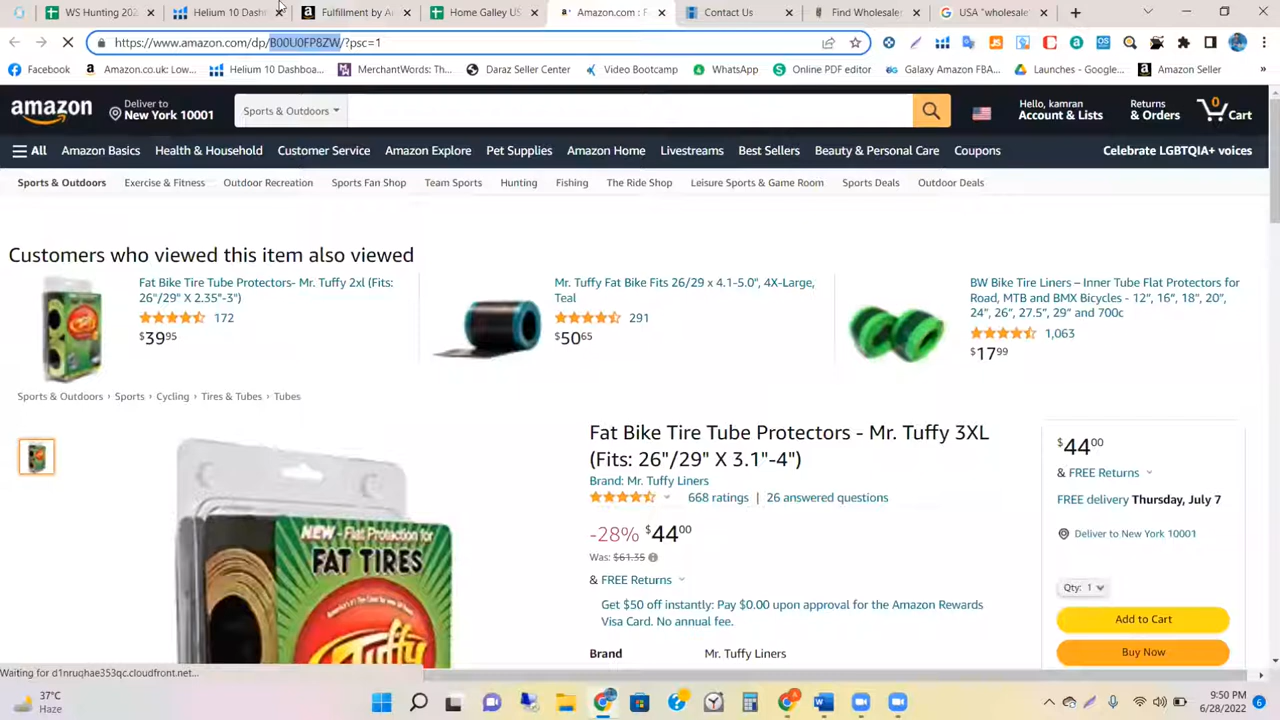 WS Hunting 202
Helium 10 Dashb
Fulfillment by A
Home Galley US
Amazon.com : F
Contact Us
Find Wholesaler
USA "wholesale
https://www.amazon.com/dp/B00U0FP8ZW/?psc=1
Facebook
Amazon.co.uk: Low...
Helium 10 Dashboa...
MerchantWords: Th...
Daraz Seller Center
Video Bootcamp
WhatsApp
Online PDF editor
Galaxy Amazon FBA...
Launches - Google...
Amazon Seller
amazon
Deliver to
New York 10001
Sports & Outdoors
Hello, kamran
Account & Lists
Returns
& Orders
0
Cart
All
Amazon Basics
Health & Household
Customer Service
Amazon Explore
Pet Supplies
Amazon Home
Livestreams
Best Sellers
Beauty & Personal Care
Coupons
Celebrate LGBTQIA+ voices
Sports & Outdoors
Exercise & Fitness
Outdoor Recreation
Sports Fan Shop
Team Sports
Hunting
Fishing
The Ride Shop
Leisure Sports & Game Room
Sports Deals
Outdoor Deals
Customers who viewed this item also viewed
Fat Bike Tire Tube Protectors- Mr. Tuffy 2xl (Fits:
26"/29" X 2.35"-3")
172
$39 95
Mr. Tuffy Fat Bike Fits 26/29 x 4.1-5.0", 4X-Large,
Teal
291
$50 65
BW Bike Tire Liners – Inner Tube Flat Protectors for
Road, MTB and BMX Bicycles - 12", 16", 18", 20",
24", 26", 27.5", 29" and 700c
1,063
$17 99
Sports & Outdoors › Sports › Cycling › Tires & Tubes › Tubes
NEW - Flat Protection for
FAT TIRES
Tuffy
Fat Bike Tire Tube Protectors - Mr. Tuffy 3XL
(Fits: 26"/29" X 3.1"-4")
Brand: Mr. Tuffy Liners
668 ratings | 26 answered questions
-28% $44 00
Was: $61.35
& FREE Returns
Get $50 off instantly: Pay $0.00 upon approval for the Amazon Rewards
Visa Card. No annual fee.
Brand Mr. Tuffy Liners
$44 00
& FREE Returns
FREE delivery Thursday, July 7
Deliver to New York 10001
Qty: 1
Add to Cart
Buy Now
Waiting for d1nruqhae353qc.cloudfront.net...
37°C
Haze
9:50 PM
6/28/2022
6